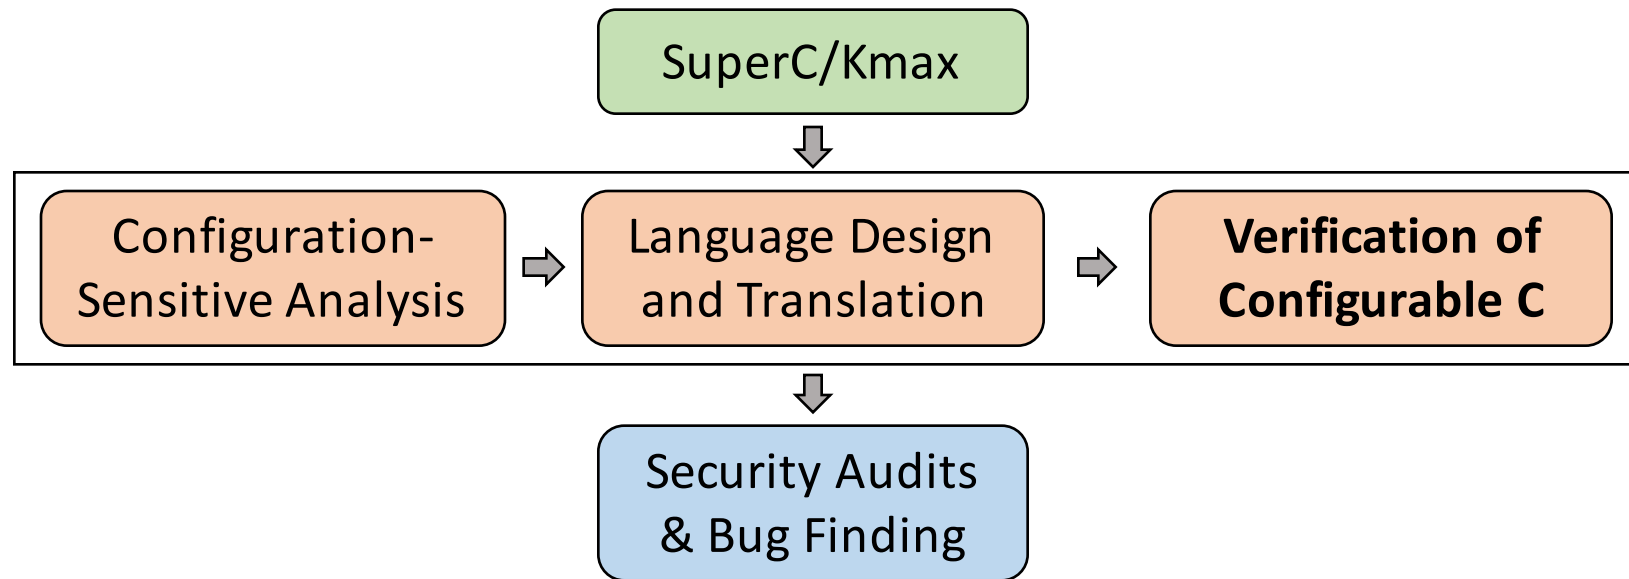 SuperC/Kmax
Configuration-
Sensitive Analysis
Language Design
and Translation
Verification of
Configurable C
Security Audits
& Bug Finding